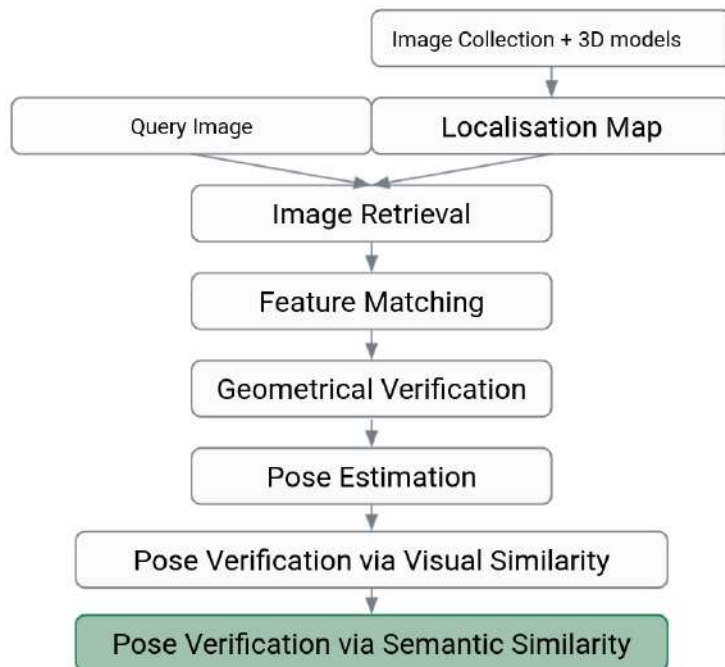 Image Collection + 3D models
Query Image
Localisation Map
Image Retrieval
Feature Matching
Geometrical Verification
Pose Estimation
Pose Verification via Visual Similarity
Pose Verification via Semantic Similarity